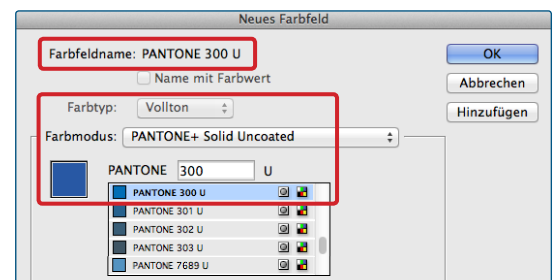 Neues Farbfeld
Farbfeldname: PANTONE 300 U
OK
Name mit Farbwert
Abbrechen
Farbtyp: Vollton
Hinzufügen
Farbmodus: PANTONE+ Solid Uncoated
PANTONE 300 U
PANTONE 300 U
PANTONE 301 U
PANTONE 302 U
PANTONE 303 U
PANTONE 7689 U